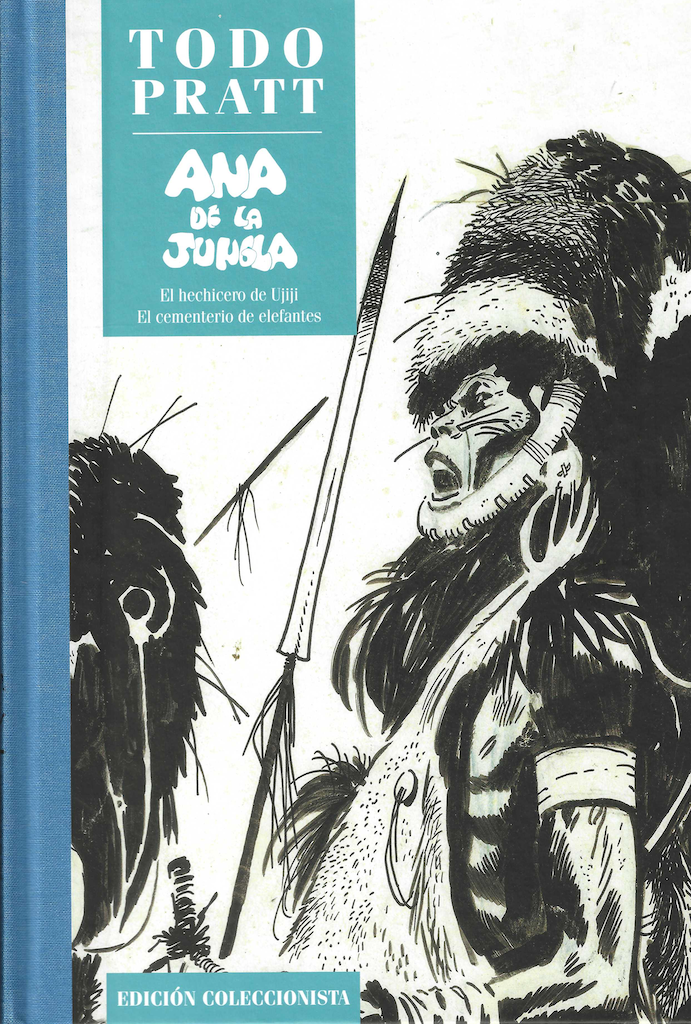 TODO
PRATT
ANA
DE LA
JUNGLA
El hechicero de Ujiji
El cementerio de elefantes
EDICIÓN COLECCIONISTA